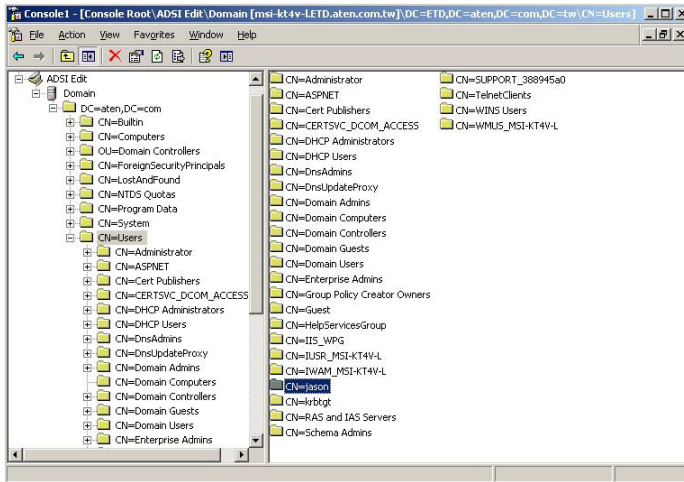 Console1 - [Console Root\ADSI Edit\Domain [msi-kt4v-l.ETD.aten.com.tw]\DC=ETD,DC=aten,DC=com,DC=tw\CN=Users]
File Action View Favorites Window Help
ADSI Edit
Domain
DC=aten,DC=com
CN=Builtin
CN=Computers
OU=Domain Controllers
CN=ForeignSecurityPrincipals
CN=LostAndFound
CN=NTDS Quotas
CN=Program Data
CN=System
CN=Users
CN=Administrator
CN=ASPNET
CN=Cert Publishers
CN=CERTSVC_DCOM_ACCESS
CN=DHCP Administrators
CN=DHCP Users
CN=DnsAdmins
CN=DnsUpdateProxy
CN=Domain Admins
CN=Domain Computers
CN=Domain Controllers
CN=Domain Guests
CN=Domain Users
CN=Enterprise Admins
CN=Administrator
CN=ASPNET
CN=Cert Publishers
CN=CERTSVC_DCOM_ACCESS
CN=DHCP Administrators
CN=DHCP Users
CN=DnsAdmins
CN=DnsUpdateProxy
CN=Domain Admins
CN=Domain Computers
CN=Domain Controllers
CN=Domain Guests
CN=Domain Users
CN=Enterprise Admins
CN=Group Policy Creator Owners
CN=Guest
CN=HelpServicesGroup
CN=IIS_WPG
CN=IUSR_MSI-KT4V-L
CN=IWAM_MSI-KT4V-L
CN=jason
CN=krbtgt
CN=RAS and IAS Servers
CN=Schema Admins
CN=SUPPORT_388945a0
CN=TelnetClients
CN=WINS Users
CN=WMUS_MSI-KT4V-L